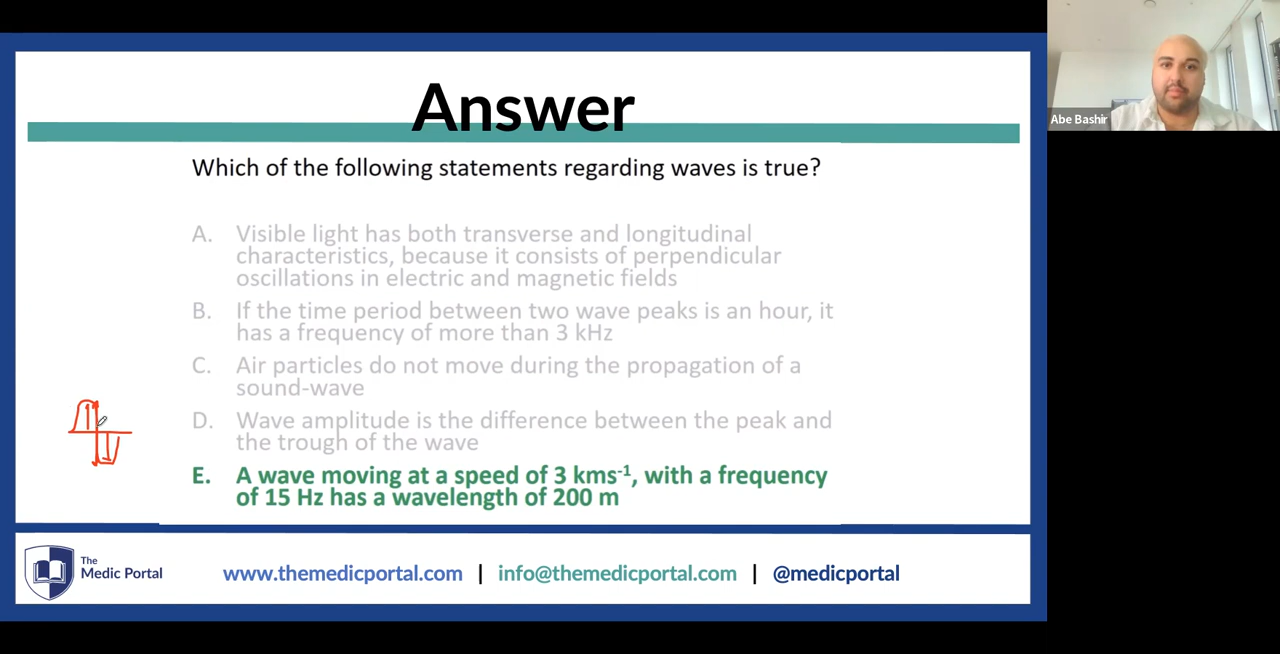 Answer
Which of the following statements regarding waves is true?
A. Visible light has both transverse and longitudinal
characteristics, because it consists of perpendicular
oscillations in electric and magnetic fields
B. If the time period between two wave peaks is an hour, it
has a frequency of more than 3 kHz
C. Air particles do not move during the propagation of a
sound-wave
D. Wave amplitude is the difference between the peak and
the trough of the wave
E. A wave moving at a speed of 3 kms⁻¹, with a frequency
of 15 Hz has a wavelength of 200 m
The
Medic Portal
www.themedicportal.com | info@themedicportal.com | @medicportal
Abe Bashir